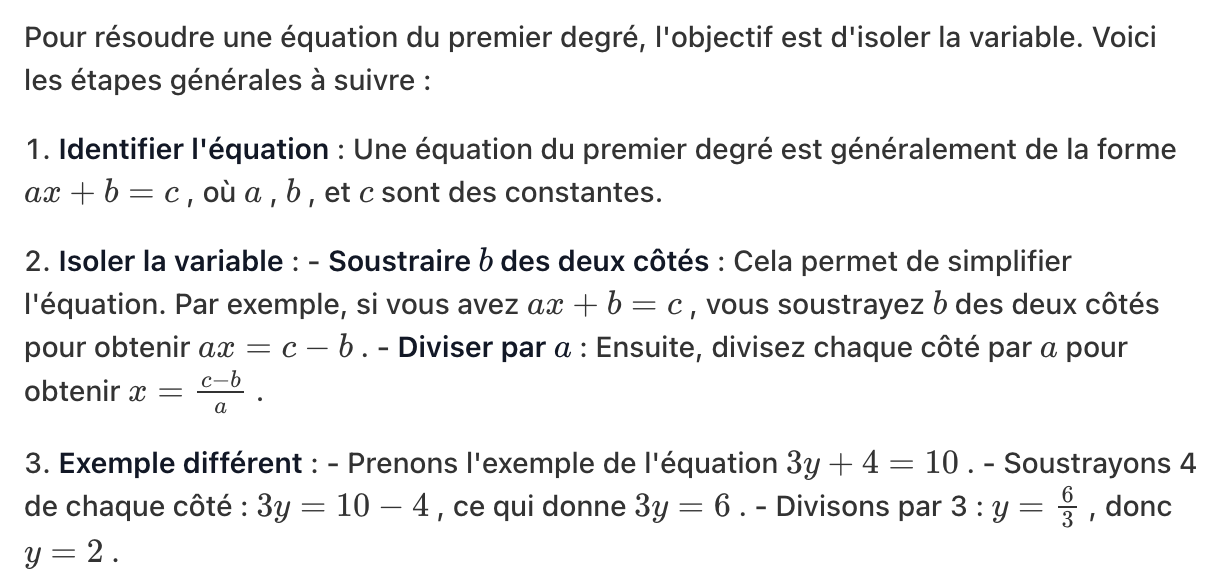 Pour résoudre une équation du premier degré, l'objectif est d'isoler la variable. Voici
les étapes générales à suivre :
1. Identifier l'équation : Une équation du premier degré est généralement de la forme
ax + b = c , où a , b , et c sont des constantes.
2. Isoler la variable : - Soustraire b des deux côtés : Cela permet de simplifier
l'équation. Par exemple, si vous avez ax + b = c , vous soustrayez b des deux côtés
pour obtenir ax = c − b . - Diviser par a : Ensuite, divisez chaque côté par a pour
obtenir x = \frac{c-b}{a} .
3. Exemple différent : - Prenons l'exemple de l'équation 3y + 4 = 10 . - Soustrayons 4
de chaque côté : 3y = 10 − 4 , ce qui donne 3y = 6 . - Divisons par 3 : y = \frac{6}{3} , donc
y = 2 .